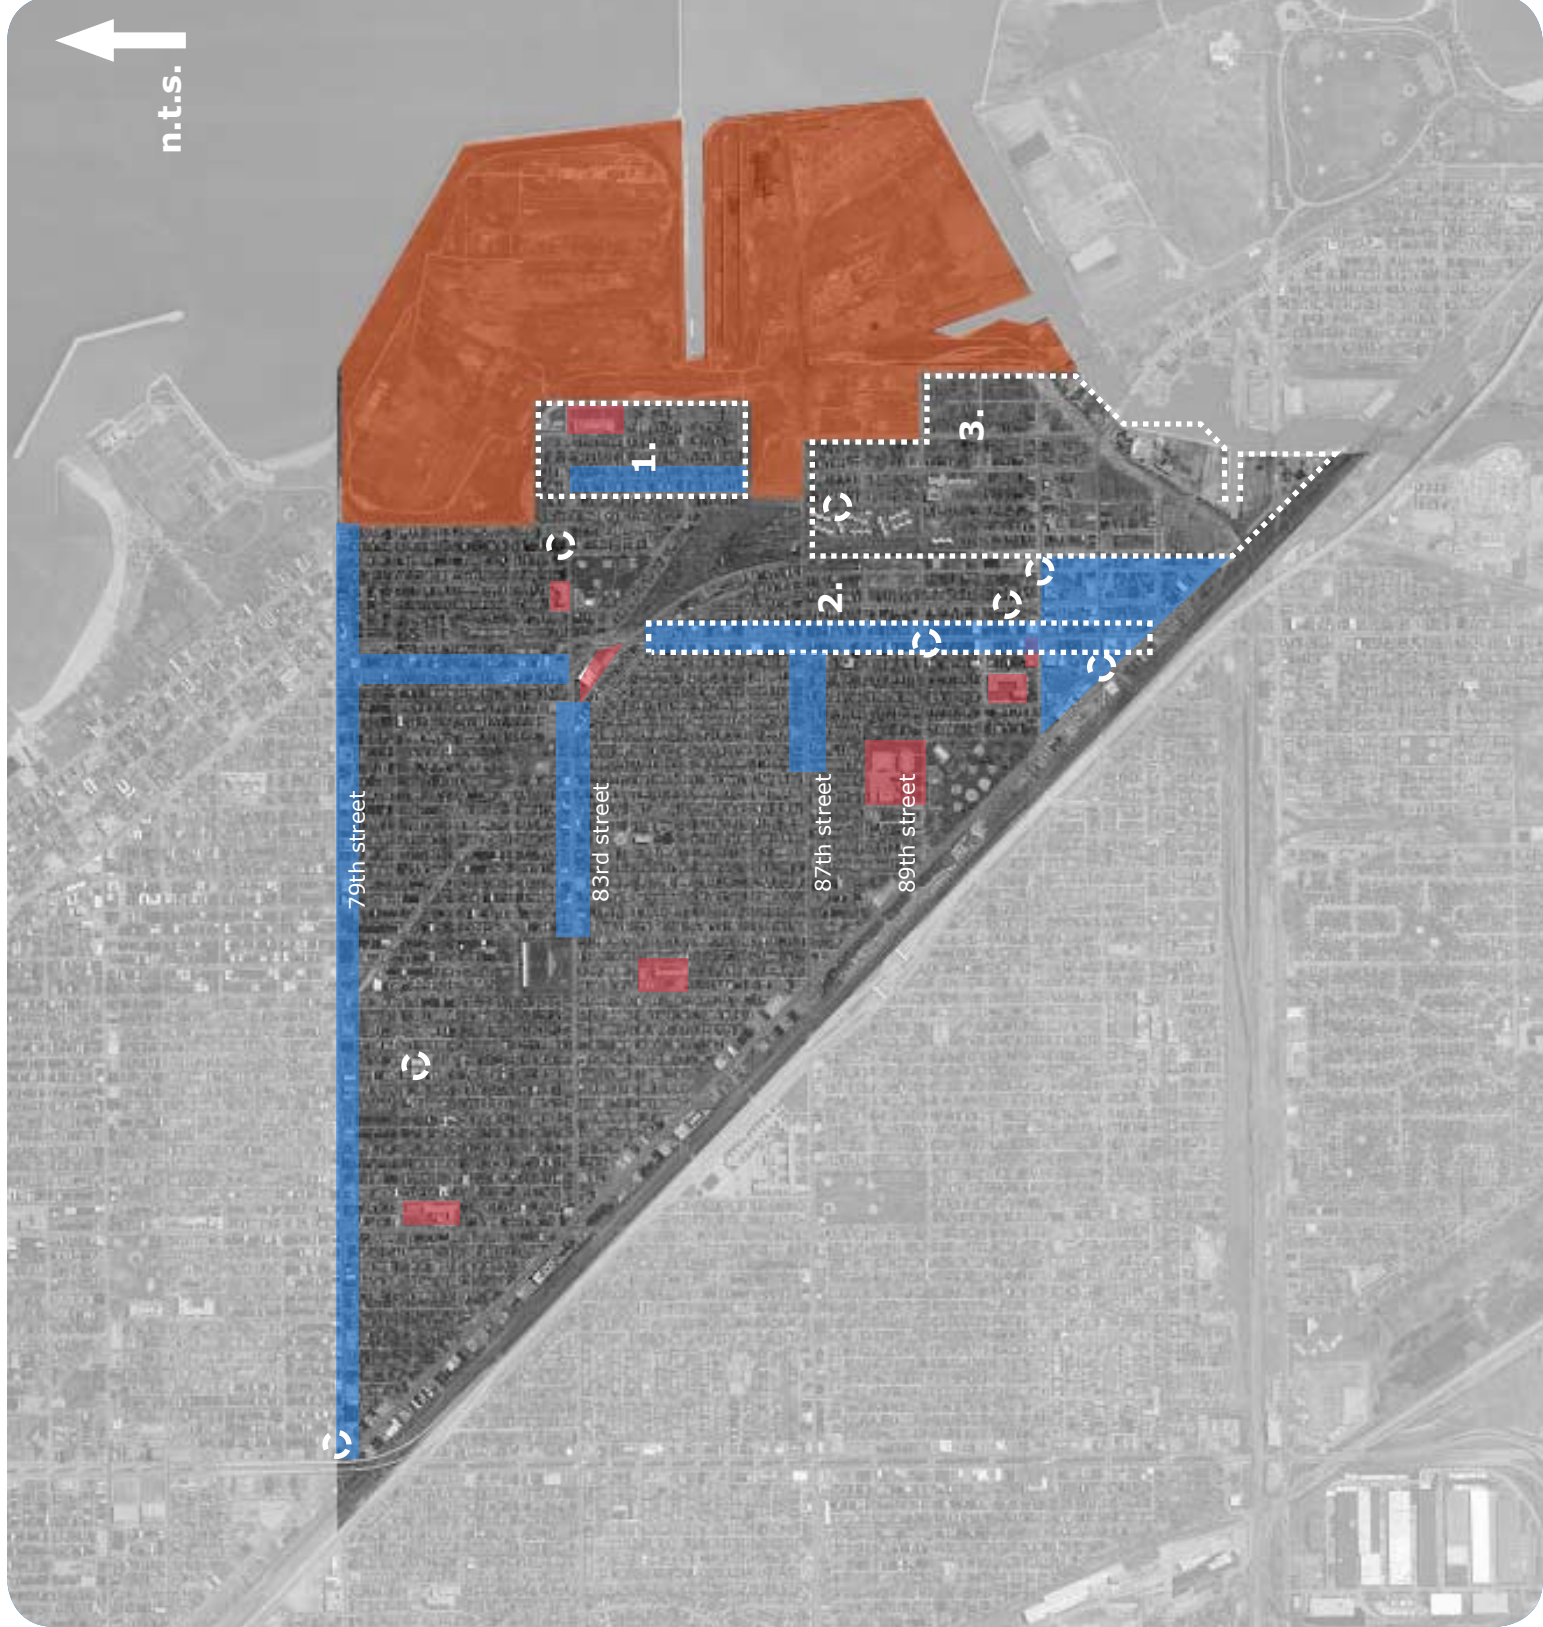 n.t.s.
1.
2.
3.
79th street
83rd street
87th street
89th street